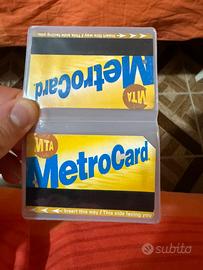 Insert this way / This side facing you
MetroCard
MTA
MTA
MetroCard
Insert this way / This side facing you
subito